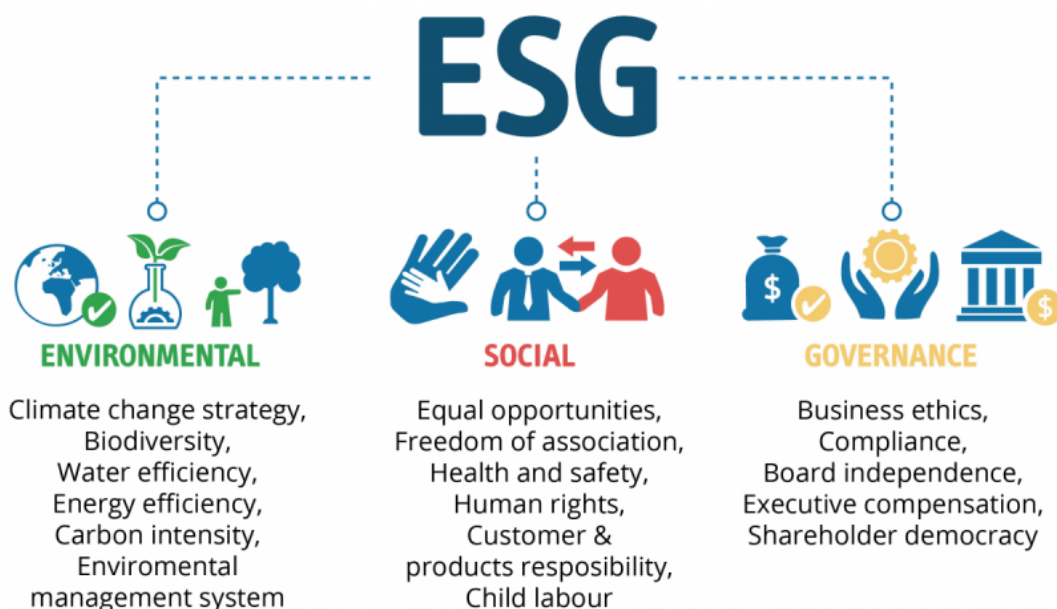 ESG
ENVIRONMENTAL
Climate change strategy,
Biodiversity,
Water efficiency,
Energy efficiency,
Carbon intensity,
Enviromental
management system
SOCIAL
Equal opportunities,
Freedom of association,
Health and safety,
Human rights,
Customer &
products resposibility,
Child labour
$
$
GOVERNANCE
Business ethics,
Compliance,
Board independence,
Executive compensation,
Shareholder democracy